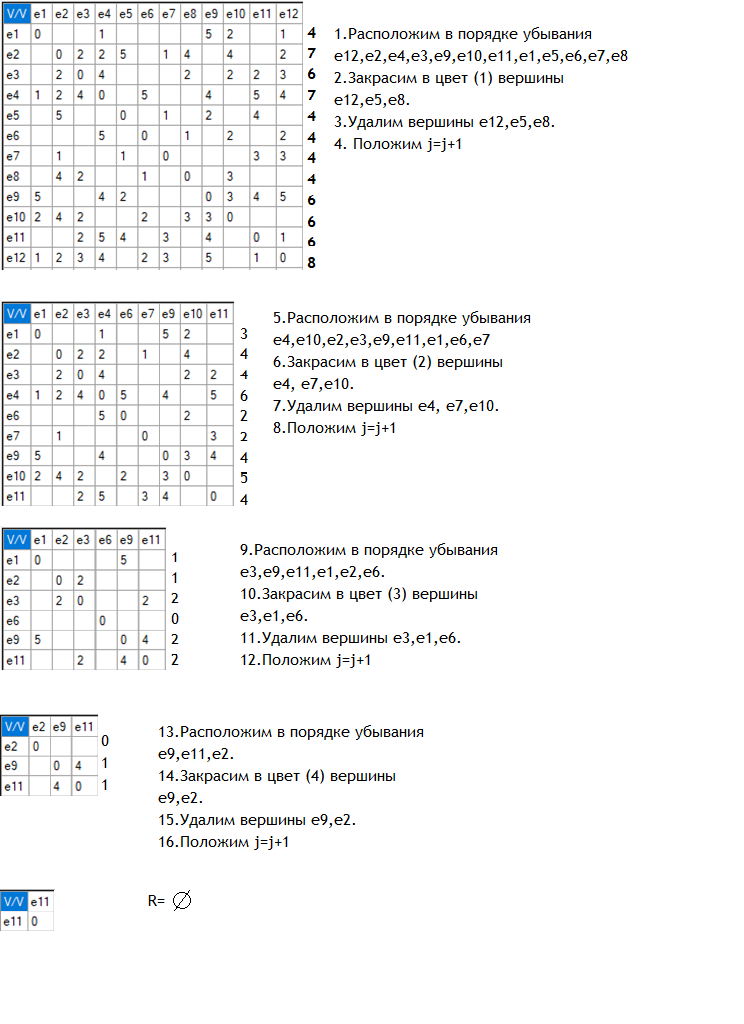 V/V e1 e2 e3 e4 e5 e6 e7 e8 e9 e10 e11 e12
e1 0 1 5 2 1 4
e2 0 2 2 5 1 4 4 2 7
e3 2 0 4 2 2 2 3 6
e4 1 2 4 0 5 4 5 4 7
e5 5 0 1 2 4 4
e6 5 0 1 2 2 4
e7 1 1 0 3 3 4
e8 4 2 1 0 3 4
e9 5 4 2 0 3 4 5 6
e10 2 4 2 2 3 3 0 6
e11 2 5 4 3 4 0 1 6
e12 1 2 3 4 2 3 5 1 0 8
1.Расположим в порядке убывания
e12,e2,e4,e3,e9,e10,e11,e1,e5,e6,e7,e8
2.Закрасим в цвет (1) вершины
e12,e5,e8.
3.Удалим вершины e12,e5,e8.
4. Положим j=j+1
V/V e1 e2 e3 e4 e6 e7 e9 e10 e11
e1 0 1 5 2 3
e2 0 2 2 1 4 4
e3 2 0 4 2 2 4
e4 1 2 4 0 5 4 5 6
e6 5 0 2 2
e7 1 0 3 2
e9 5 4 0 3 4 4
e10 2 4 2 2 3 0 5
e11 2 5 3 4 0 4
5.Расположим в порядке убывания
e4,e10,e2,e3,e9,e11,e1,e6,e7
6.Закрасим в цвет (2) вершины
e4, e7,e10.
7.Удалим вершины e4, e7,e10.
8.Положим j=j+1
V/V e1 e2 e3 e6 e9 e11
e1 0 5 1
e2 0 2 1
e3 2 0 2 2
e6 0 0
e9 5 0 4 2
e11 2 4 0 2
9.Расположим в порядке убывания
e3,e9,e11,e1,e2,e6.
10.Закрасим в цвет (3) вершины
e3,e1,e6.
11.Удалим вершины e3,e1,e6.
12.Положим j=j+1
V/V e2 e9 e11
e2 0 0
e9 0 4 1
e11 4 0 1
13.Расположим в порядке убывания
e9,e11,e2.
14.Закрасим в цвет (4) вершины
e9,e2.
15.Удалим вершины e9,e2.
16.Положим j=j+1
V/V e11
e11 0
R= ∅